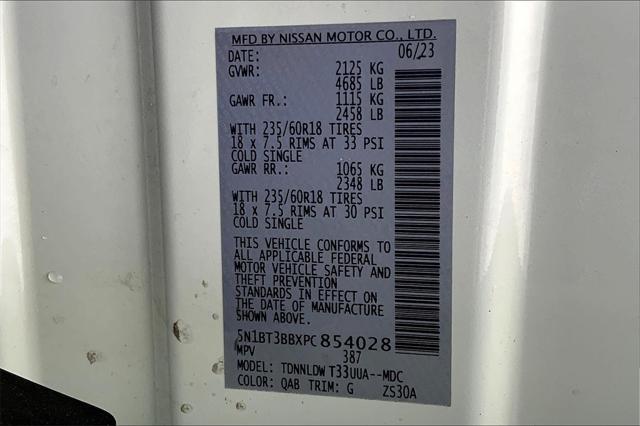 MFD BY NISSAN MOTOR CO., LTD.
DATE: 06/23
GVWR: 2125 KG
4685 LB
GAWR FR.: 1115 KG
2458 LB
WITH 235/60R18 TIRES
18 x 7.5 RIMS AT 33 PSI
COLD SINGLE
GAWR RR.: 1065 KG
2348 LB
WITH 235/60R18 TIRES
18 x 7.5 RIMS AT 30 PSI
COLD SINGLE
THIS VEHICLE CONFORMS TO
ALL APPLICABLE FEDERAL
MOTOR VEHICLE SAFETY AND
THEFT PREVENTION
STANDARDS IN EFFECT ON
THE DATE OF MANUFACTURE
SHOWN ABOVE.
5N1BT3BBXPC854028
MPV 387
MODEL: TDNNLDW T33UUA--MDC
COLOR: QAB TRIM: G ZS30A